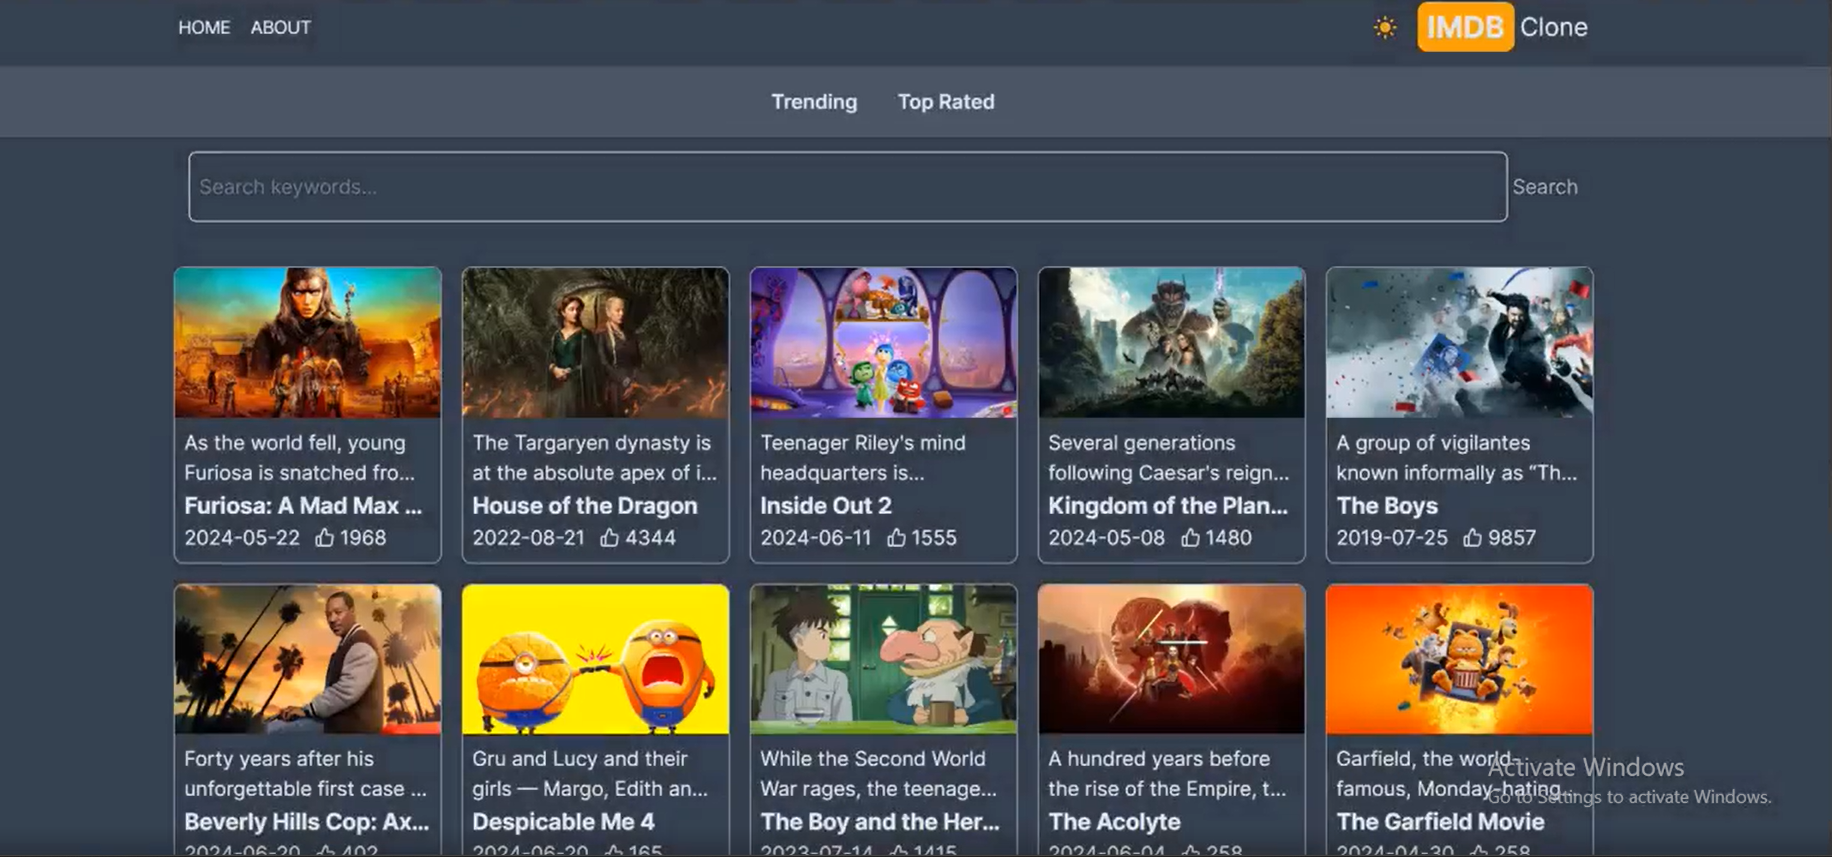 HOME ABOUT IMDB Clone
Trending Top Rated
Search keywords... Search
As the world fell, young
Furiosa is snatched fro...
Furiosa: A Mad Max ...
2024-05-22 1968
The Targaryen dynasty is
at the absolute apex of i...
House of the Dragon
2022-08-21 4344
Teenager Riley's mind
headquarters is...
Inside Out 2
2024-06-11 1555
Several generations
following Caesar's reign...
Kingdom of the Plan...
2024-05-08 1480
A group of vigilantes
known informally as “Th...
The Boys
2019-07-25 9857
Forty years after his
unforgettable first case ...
Beverly Hills Cop: Ax...
2024-06-20 402
Gru and Lucy and their
girls — Margo, Edith an...
Despicable Me 4
2024-06-20 165
While the Second World
War rages, the teenage...
The Boy and the Her...
2023-07-14 1415
A hundred years before
the rise of the Empire, t...
The Acolyte
2024-06-04 258
Garfield, the world-
famous, Monday-hating...
The Garfield Movie
2024-04-30 258
Activate Windows
Go to Settings to activate Windows.